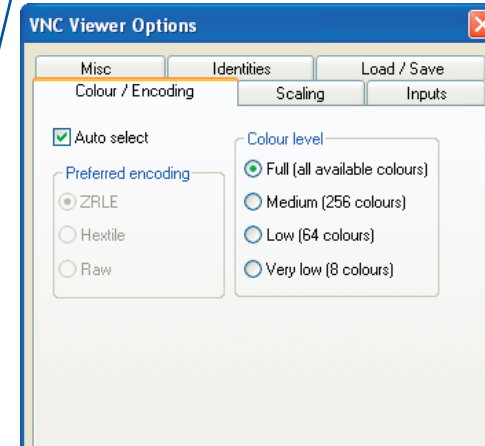 VNC Viewer Options
Misc
Identities
Load / Save
Colour / Encoding
Scaling
Inputs
Auto select
Preferred encoding
ZRLE
Hextile
Raw
Colour level
Full (all available colours)
Medium (256 colours)
Low (64 colours)
Very low (8 colours)